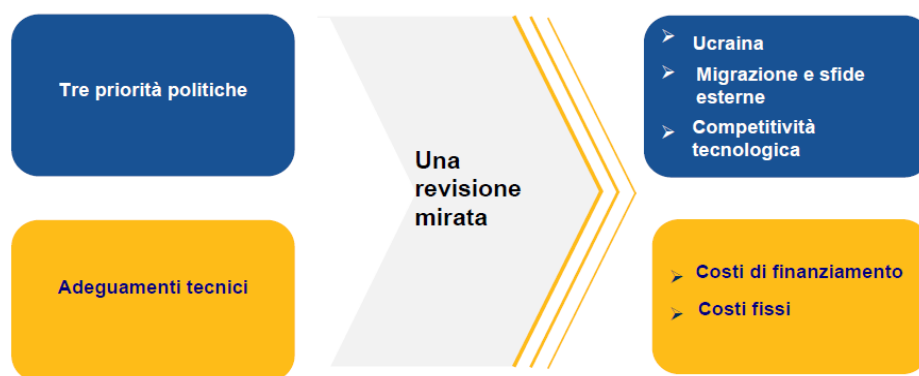 Tre priorità politiche
Una
revisione
mirata
Ucraina
Migrazione e sfide
esterne
Competitività
tecnologica
Adeguamenti tecnici
Costi di finanziamento
Costi fissi